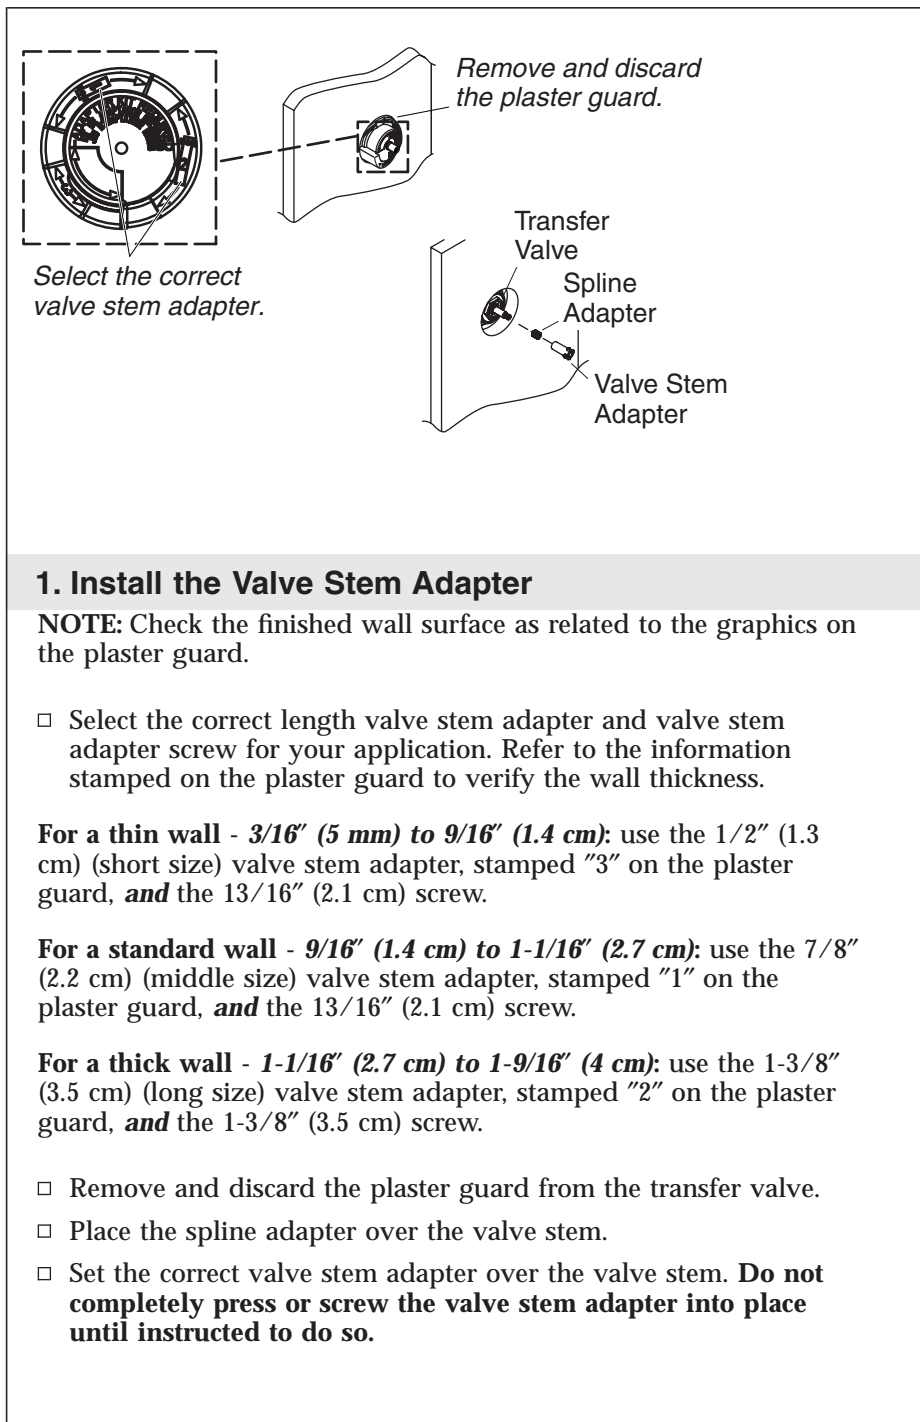 Remove and discard
the plaster guard.
Select the correct
valve stem adapter.
Transfer
Valve
Spline
Adapter
Valve Stem
Adapter
1. Install the Valve Stem Adapter
NOTE: Check the finished wall surface as related to the graphics on
the plaster guard.
□ Select the correct length valve stem adapter and valve stem
adapter screw for your application. Refer to the information
stamped on the plaster guard to verify the wall thickness.
For a thin wall - 3/16″ (5 mm) to 9/16″ (1.4 cm): use the 1/2″ (1.3
cm) (short size) valve stem adapter, stamped ″3″ on the plaster
guard, and the 13/16″ (2.1 cm) screw.
For a standard wall - 9/16″ (1.4 cm) to 1-1/16″ (2.7 cm): use the 7/8″
(2.2 cm) (middle size) valve stem adapter, stamped ″1″ on the
plaster guard, and the 13/16″ (2.1 cm) screw.
For a thick wall - 1-1/16″ (2.7 cm) to 1-9/16″ (4 cm): use the 1-3/8″
(3.5 cm) (long size) valve stem adapter, stamped ″2″ on the plaster
guard, and the 1-3/8″ (3.5 cm) screw.
□ Remove and discard the plaster guard from the transfer valve.
□ Place the spline adapter over the valve stem.
□ Set the correct valve stem adapter over the valve stem. Do not
completely press or screw the valve stem adapter into place
until instructed to do so.